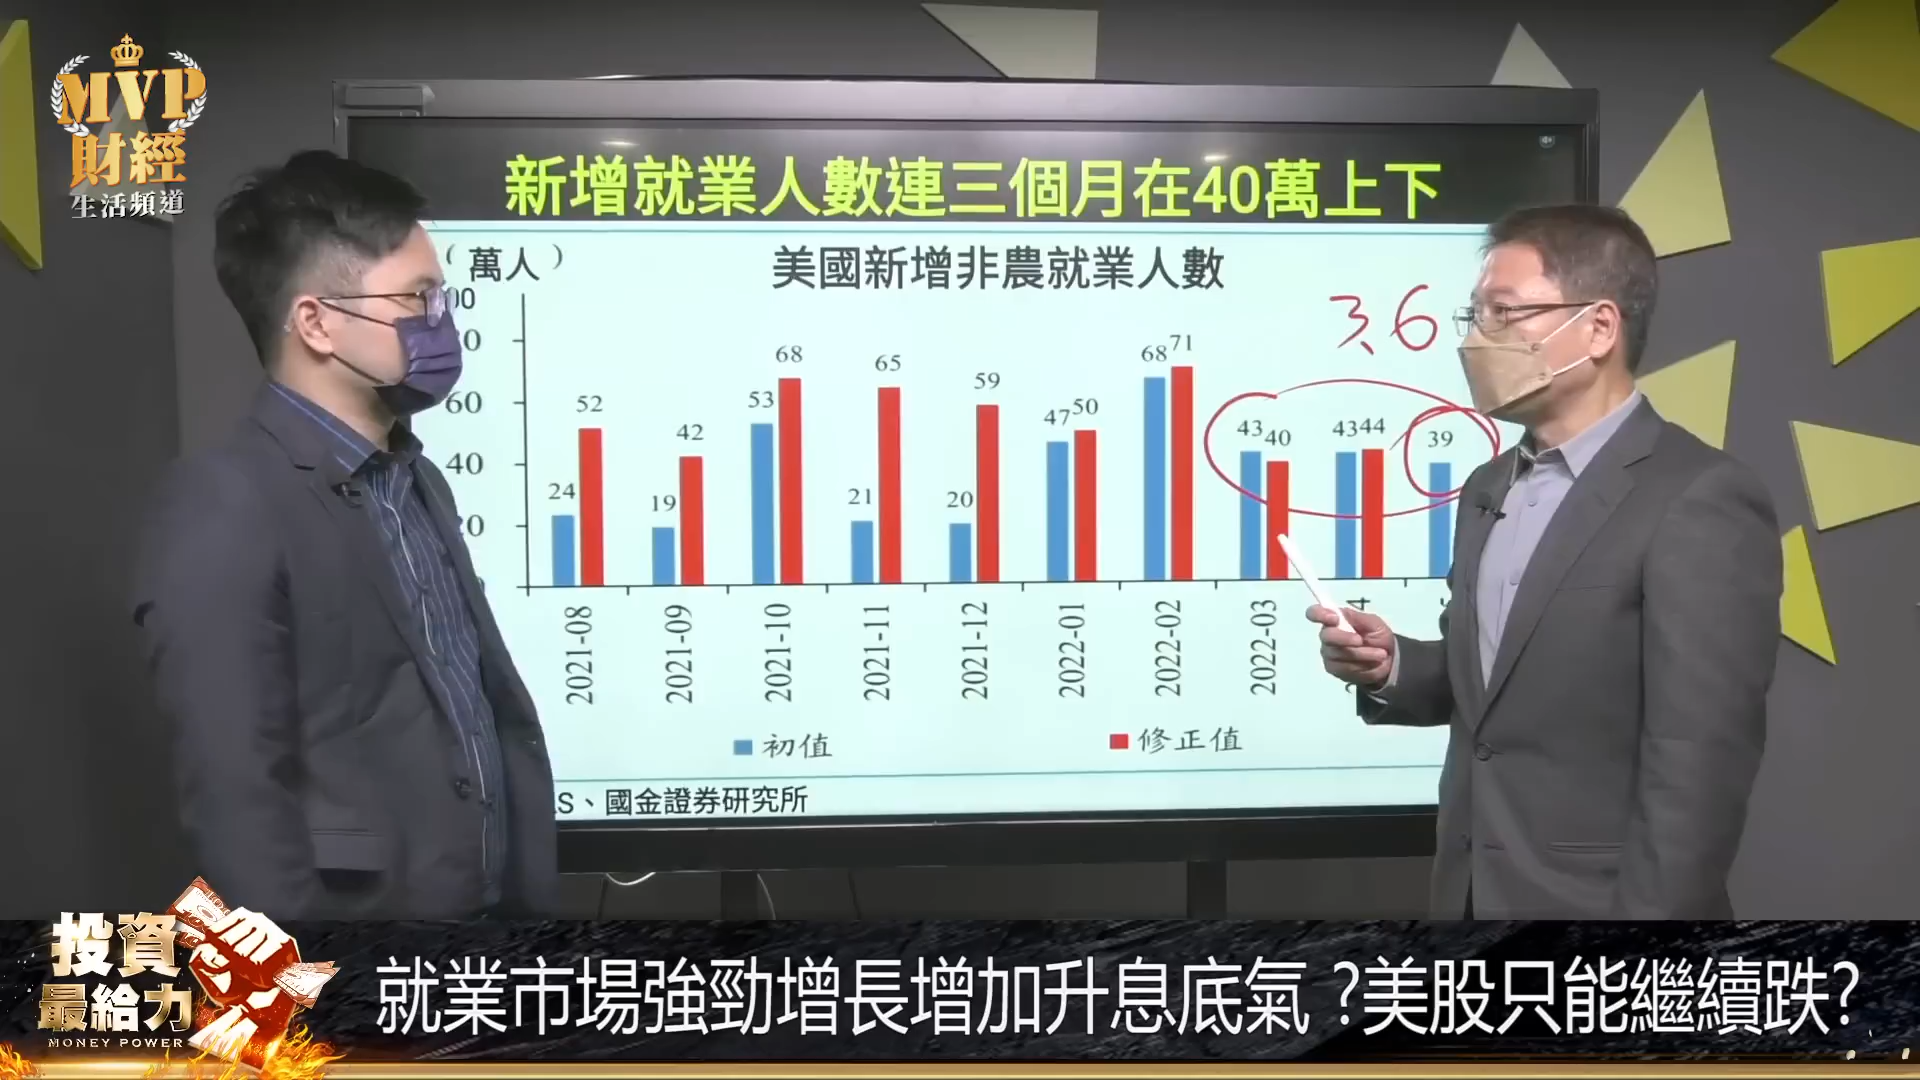 MVP
財經
生活頻道
新增就業人數連三個月在40萬上下
（萬人）
美國新增非農就業人數
00
0
60
40
20
3.6
24 52
19 42
53 68
21 65
20 59
47 50
68 71
43 40
43 44
39
2021-08
2021-09
2021-10
2021-11
2021-12
2022-01
2022-02
2022-03
4
初值
修正值
LS、國金證券研究所
投資
最給力
MONEY POWER
就業市場強勁增長增加升息底氣 ?美股只能繼續跌?